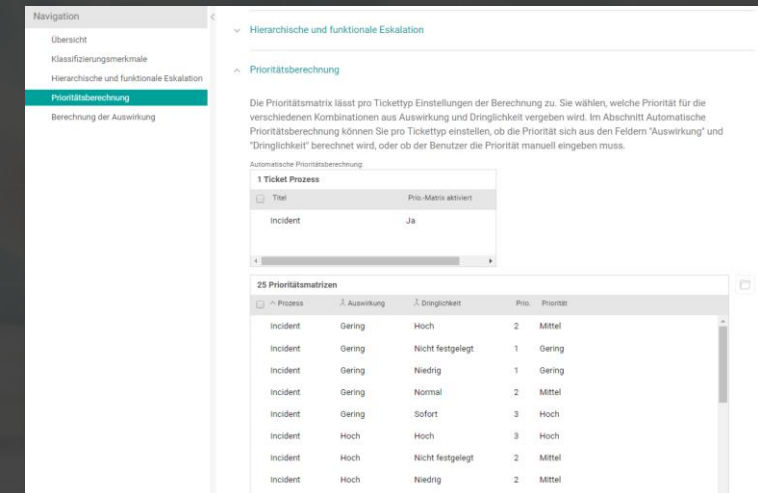 Navigation
Übersicht
Klassifizierungsmerkmale
Hierarchische und funktionale Eskalation
Prioritätsberechnung
Berechnung der Auswirkung
Hierarchische und funktionale Eskalation
Prioritätsberechnung
Die Prioritätsmatrix lässt pro Tickettyp Einstellungen der Berechnung zu. Sie wählen, welche Priorität für die
verschiedenen Kombinationen aus Auswirkung und Dringlichkeit vergeben wird. Im Abschnitt Automatische
Prioritätsberechnung können Sie pro Tickettyp einstellen, ob die Priorität sich aus den Feldern "Auswirkung" und
"Dringlichkeit" berechnet wird, oder ob der Benutzer die Priorität manuell eingeben muss.
Automatische Prioritätsberechnung:
1 Ticket Prozess
Titel Prio.-Matrix aktiviert
Incident Ja
25 Prioritätsmatrizen
Prozess Auswirkung Dringlichkeit Prio. Priorität
Incident Gering Hoch 2 Mittel
Incident Gering Nicht festgelegt 1 Gering
Incident Gering Niedrig 1 Gering
Incident Gering Normal 2 Mittel
Incident Gering Sofort 3 Hoch
Incident Hoch Hoch 3 Hoch
Incident Hoch Nicht festgelegt 2 Mittel
Incident Hoch Niedrig 2 Mittel